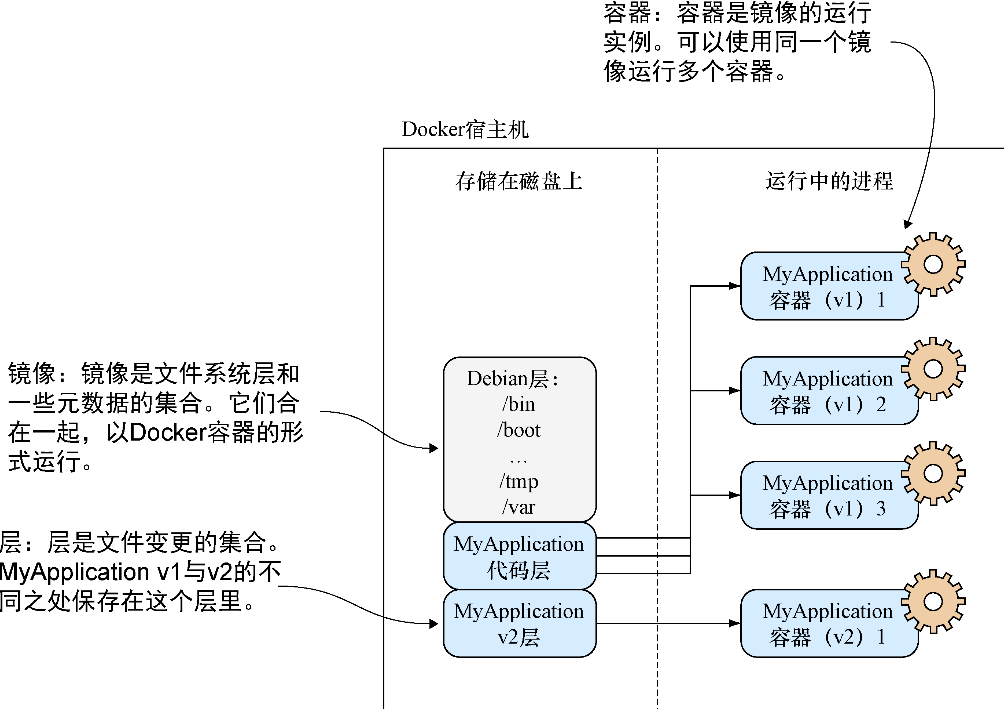 容器：容器是镜像的运行
实例。可以使用同一个镜
像运行多个容器。
Docker宿主机
存储在磁盘上
运行中的进程
MyApplication
容器（v1）1
镜像：镜像是文件系统层和
一些元数据的集合。它们合
在一起，以Docker容器的形
式运行。
Debian层：
/bin
/boot
…
/tmp
/var
MyApplication
容器（v1）2
MyApplication
容器（v1）3
层：层是文件变更的集合。
MyApplication v1与v2的不
同之处保存在这个层里。
MyApplication
代码层
MyApplication
v2层
MyApplication
容器（v2）1